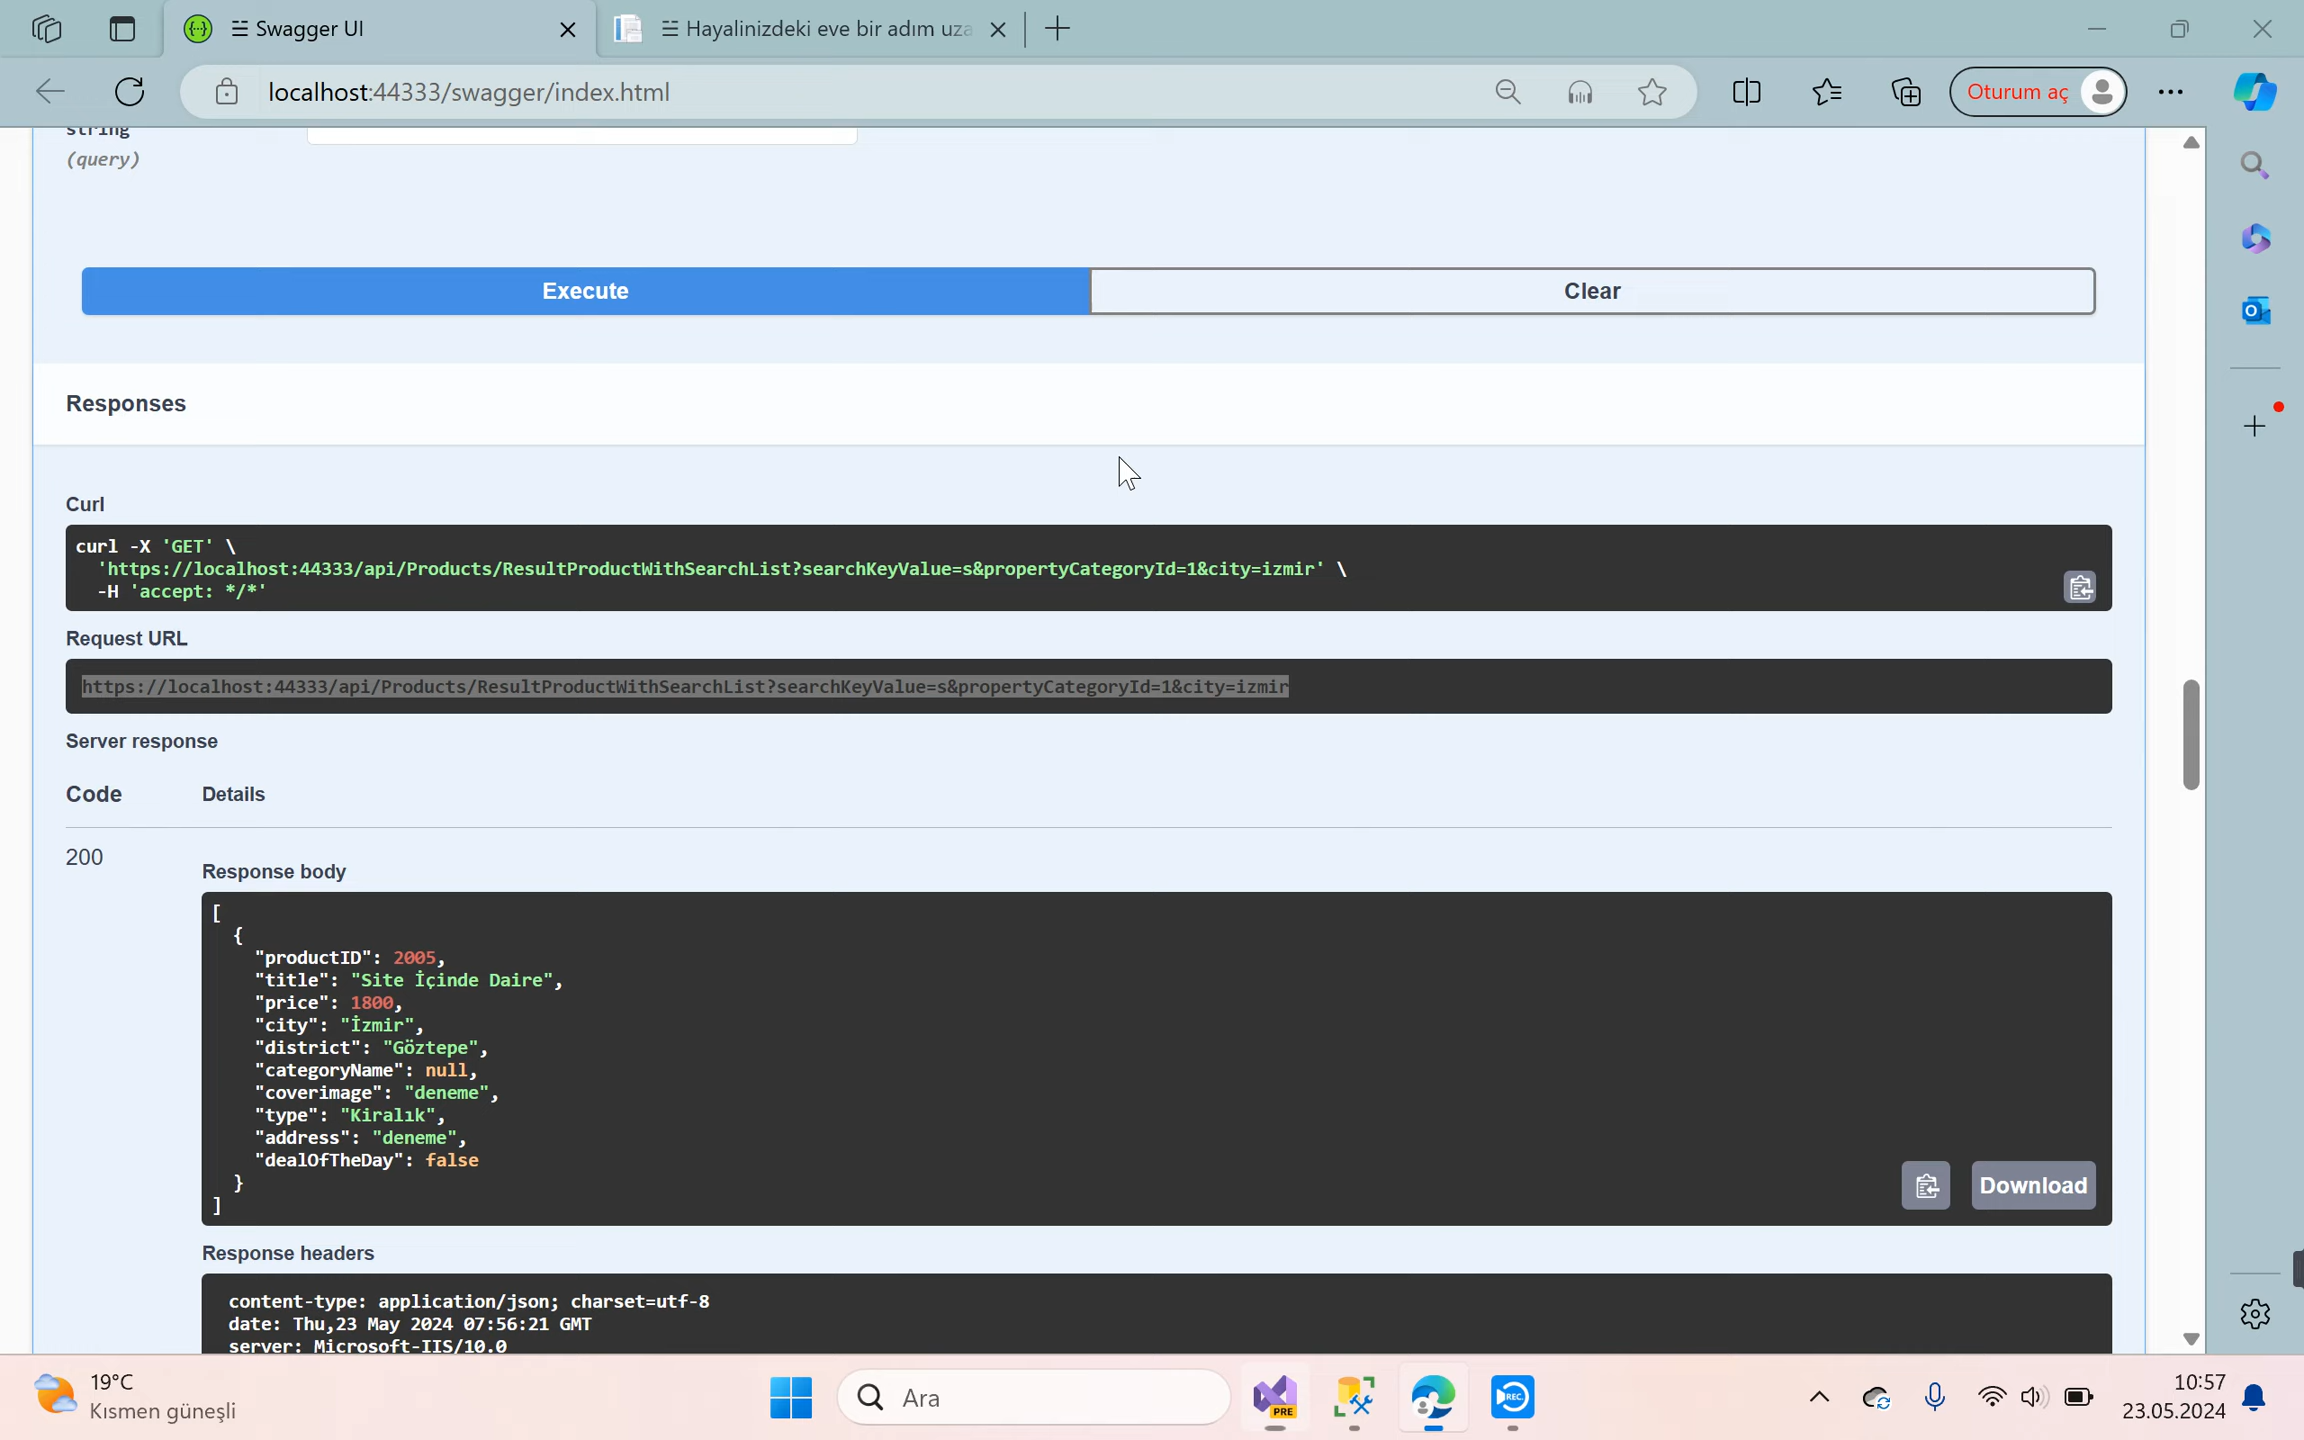 Swagger UI
Hayalinizdeki eve bir adım uza
localhost:44333/swagger/index.html
Oturum aç
string
(query)
Execute
Clear
Responses
Curl
curl -X 'GET' \
'https://localhost:44333/api/Products/ResultProductWithSearchList?searchKeyValue=s&propertyCategoryId=1&city=izmir' \
-H 'accept: */*'
Request URL
https://localhost:44333/api/Products/ResultProductWithSearchList?searchKeyValue=s&propertyCategoryId=1&city=izmir
Server response
Code Details
200
Response body
[
{
"productID": 2005,
"title": "Site İçinde Daire",
"price": 1800,
"city": "İzmir",
"district": "Göztepe",
"categoryName": null,
"coverimage": "deneme",
"type": "Kiralık",
"address": "deneme",
"dealOfTheDay": false
}
]
Download
Response headers
content-type: application/json; charset=utf-8
date: Thu,23 May 2024 07:56:21 GMT
server: Microsoft-IIS/10.0
19°C
Kısmen güneşli
Ara
PRE
REC
10:57
23.05.2024